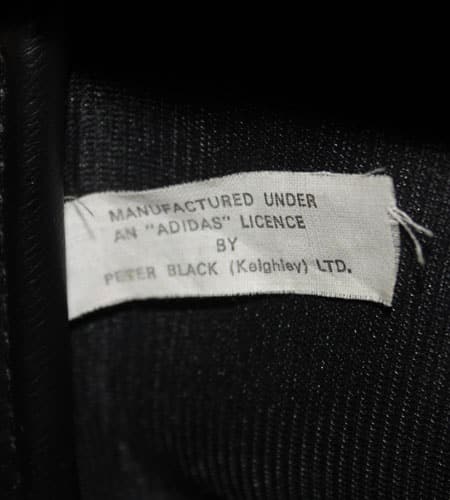 MANUFACTURED UNDER
AN "ADIDAS" LICENCE
BY
PETER BLACK (Keighley) LTD.